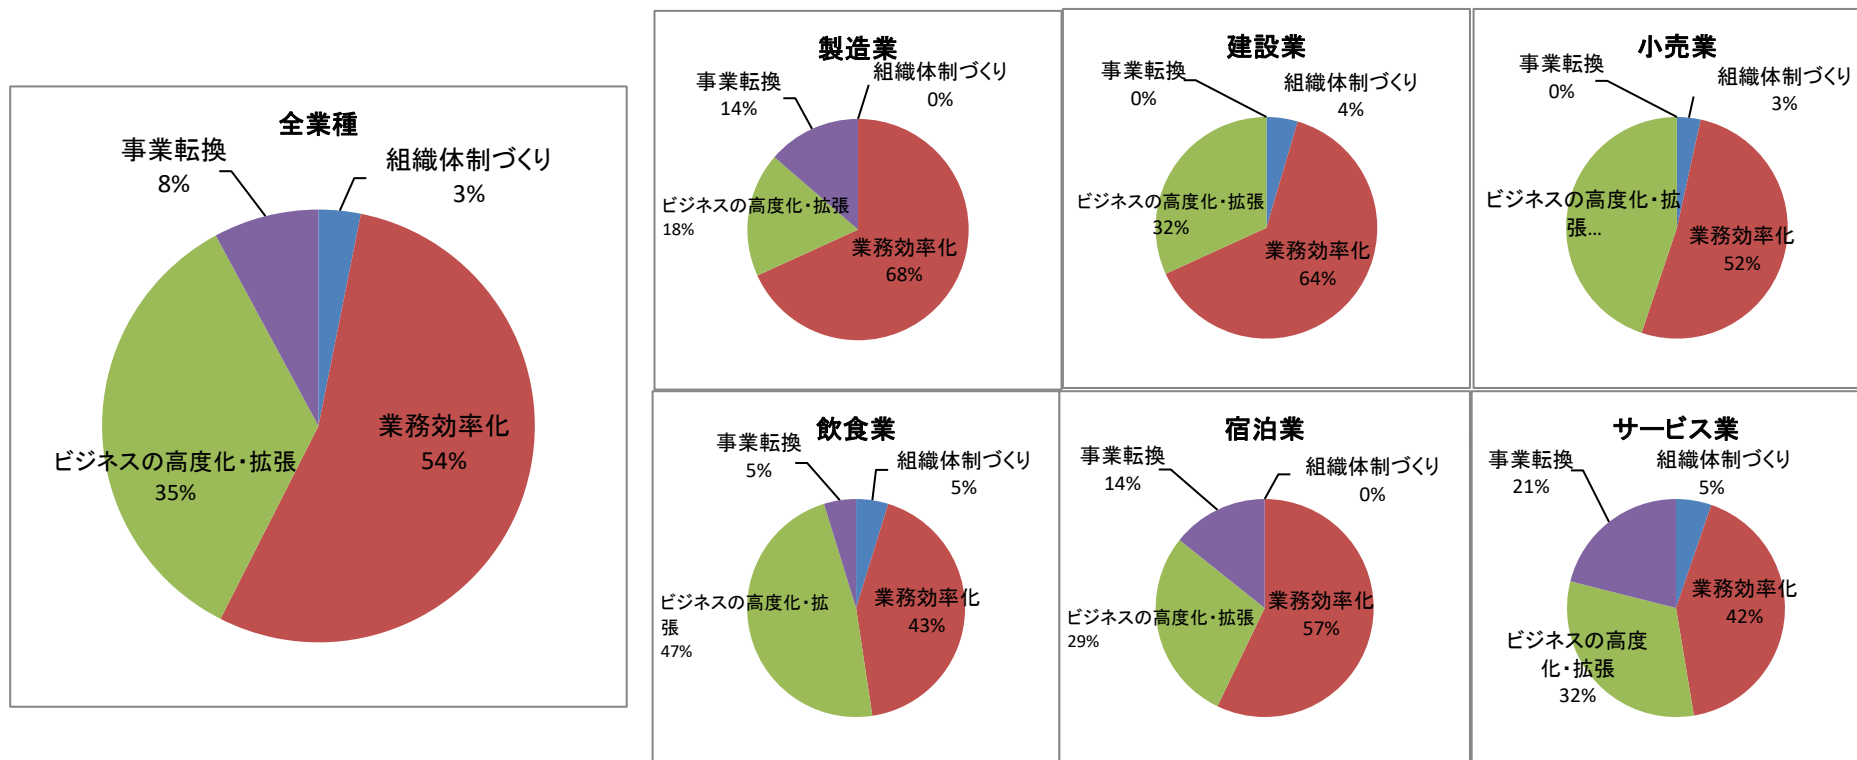 全業種
事業転換
8%
組織体制づくり
3%
業務効率化
54%
ビジネスの高度化・拡張
35%
製造業
事業転換
14%
組織体制づくり
0%
ビジネスの高度化・拡張
18%
業務効率化
68%
建設業
事業転換
0%
組織体制づくり
4%
ビジネスの高度化・拡張
32%
業務効率化
64%
小売業
事業転換
0%
組織体制づくり
3%
ビジネスの高度化・拡
張...
業務効率化
52%
飲食業
事業転換
5%
組織体制づくり
5%
ビジネスの高度化・拡
張
47%
業務効率化
43%
宿泊業
事業転換
14%
組織体制づくり
0%
ビジネスの高度化・拡張
29%
業務効率化
57%
サービス業
事業転換
21%
組織体制づくり
5%
業務効率化
42%
ビジネスの高度
化・拡張
32%